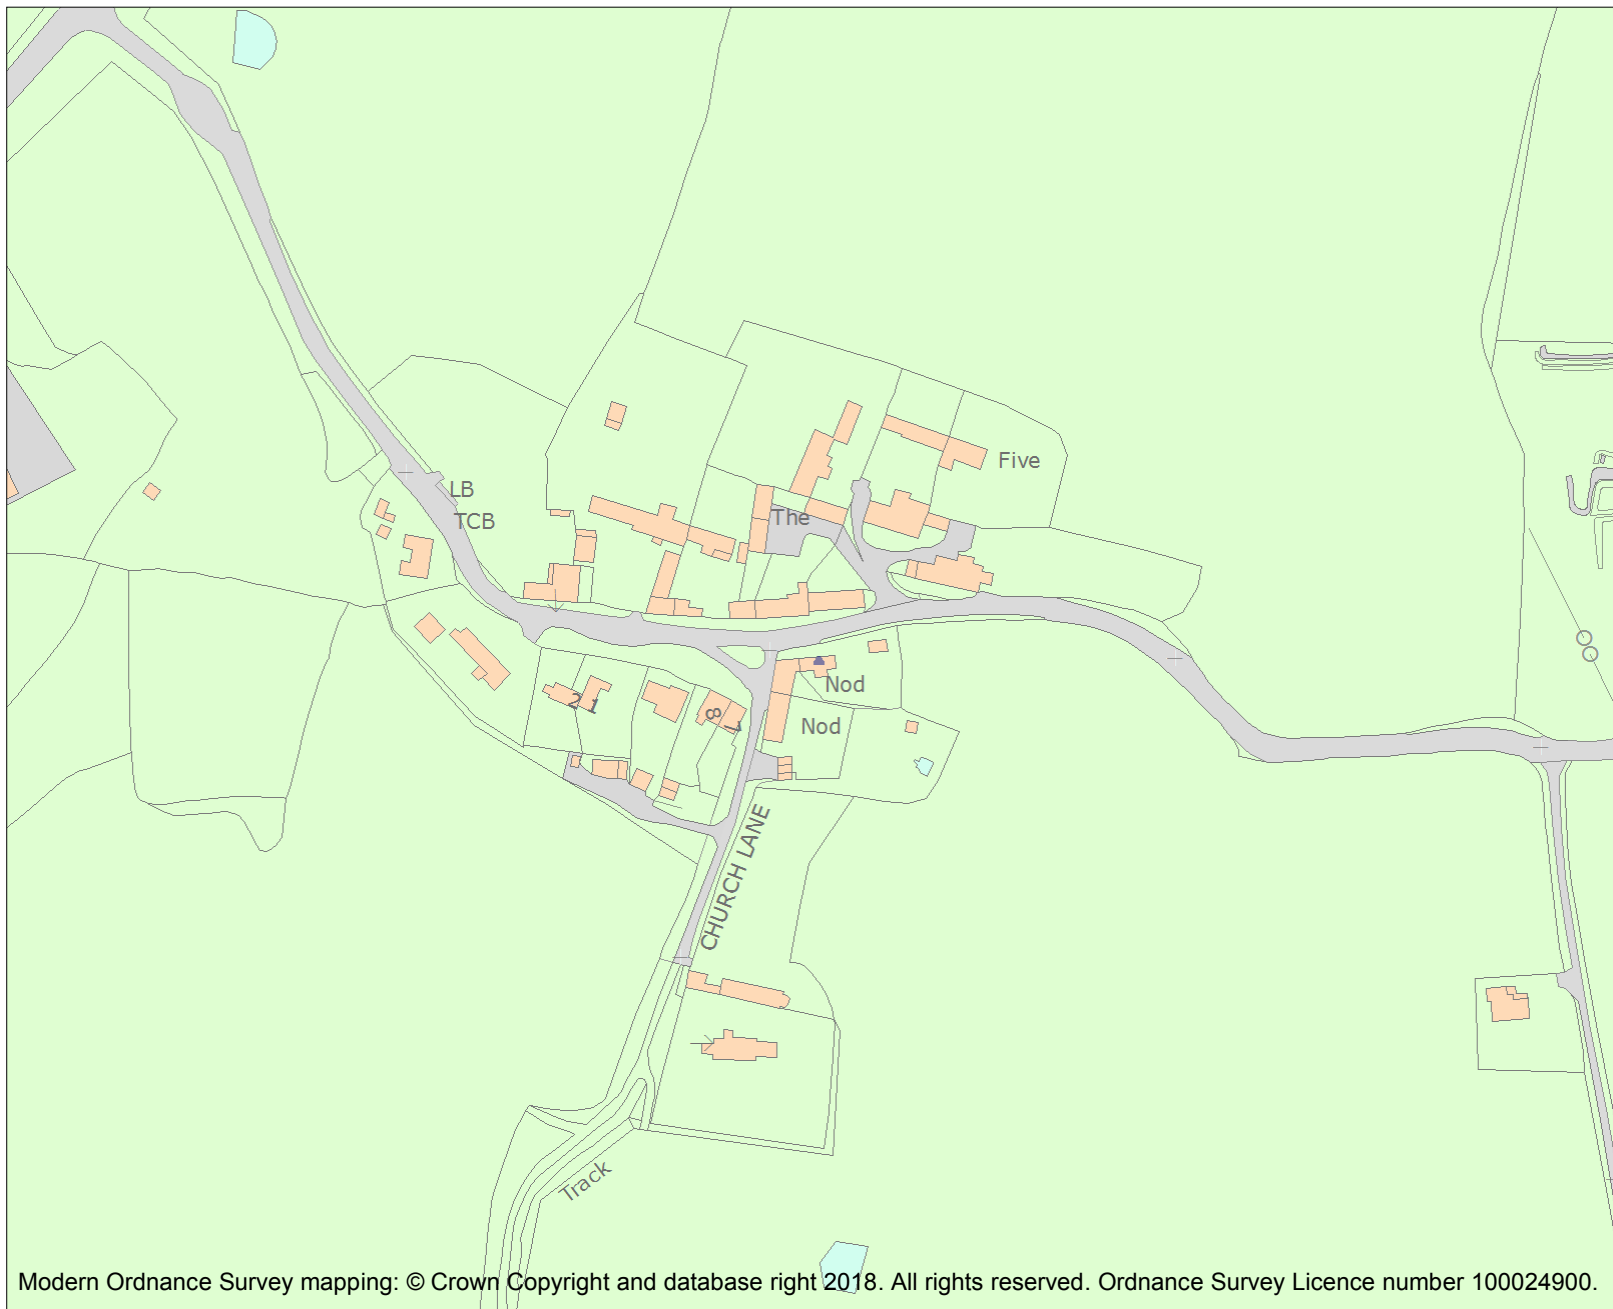 Five
LB
The
TCB
Nod
2 1
8 7
Nod
CHURCH LANE
Track
Modern Ordnance Survey mapping: © Crown Copyright and database right 2018. All rights reserved. Ordnance Survey Licence number 100024900.